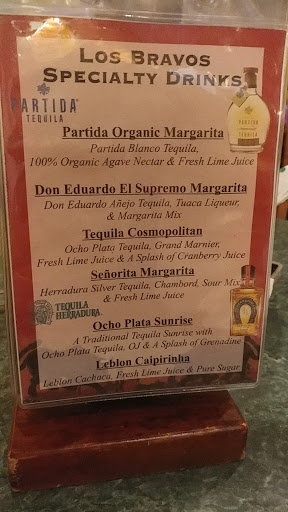 Los Bravos
Specialty Drinks
PARTIDA
TEQUILA
PARTIDA
TEQUILA
Partida Organic Margarita
Partida Blanco Tequila,
100% Organic Agave Nectar & Fresh Lime Juice
Don Eduardo El Supremo Margarita
Don Eduardo Añejo Tequila, Tuaca Liqueur,
& Margarita Mix
Tequila Cosmopolitan
Ocho Plata Tequila, Grand Marnier,
Fresh Lime Juice & A Splash of Cranberry Juice
Señorita Margarita
Herradura Silver Tequila, Chambord, Sour Mix
& Fresh Lime Juice
TEQUILA
HERRADURA
Ocho Plata Sunrise
A Traditional Tequila Sunrise with
Ocho Plata Tequila, OJ & A Splash of Grenadine
Leblon Caipirinha
Leblon Cachaca, Fresh Lime Juice & Pure Sugar